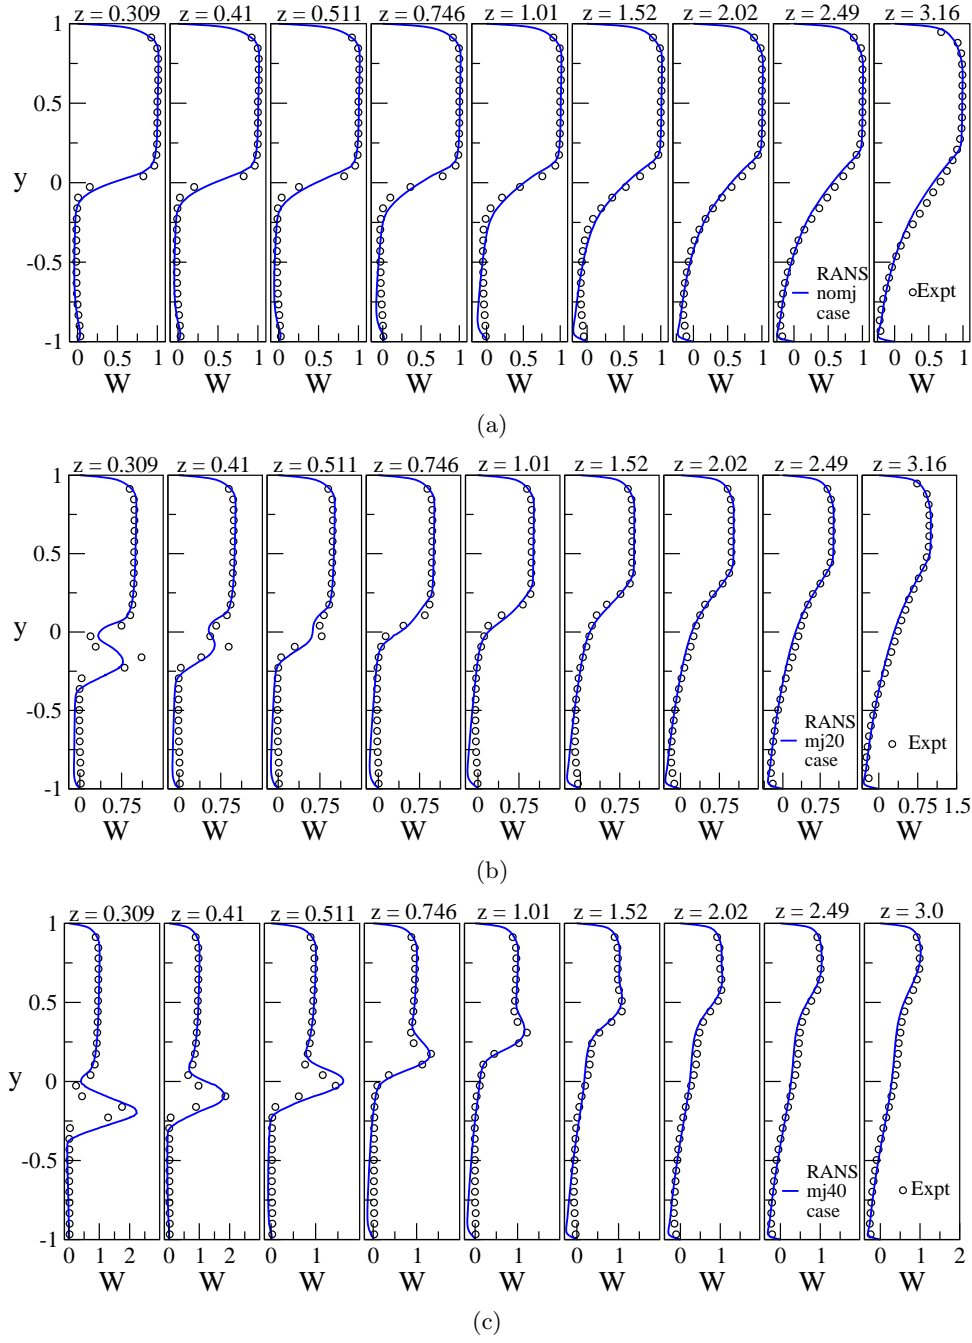 z = 0.309 z = 0.41 z = 0.511 z = 0.746 z = 1.01 z = 1.52 z = 2.02 z = 2.49 z = 3.16
1
0.5
y
0
-0.5
-1
RANS
nomj
case
Expt
0 0.5 1 0 0.5 1 0 0.5 1 0 0.5 1 0 0.5 1 0 0.5 1 0 0.5 1 0 0.5 1 0 0.5 1
W W W W W W W W W
(a)
z = 0.309 z = 0.41 z = 0.511 z = 0.746 z = 1.01 z = 1.52 z = 2.02 z = 2.49 z = 3.16
1
0.5
y
0
-0.5
-1
RANS
mj20
case
Expt
0 0.75 0 0.75 0 0.75 0 0.75 0 0.75 0 0.75 0 0.75 0 0.75 0 0.75 1.5
W W W W W W W W W
(b)
z = 0.309 z = 0.41 z = 0.511 z = 0.746 z = 1.01 z = 1.52 z = 2.02 z = 2.49 z = 3.0
1
0.5
y
0
-0.5
-1
RANS
mj40
case
Expt
0 1 2 0 1 2 0 1 0 1 0 1 0 1 0 1 0 1 0 1 2
W W W W W W W W W
(c)